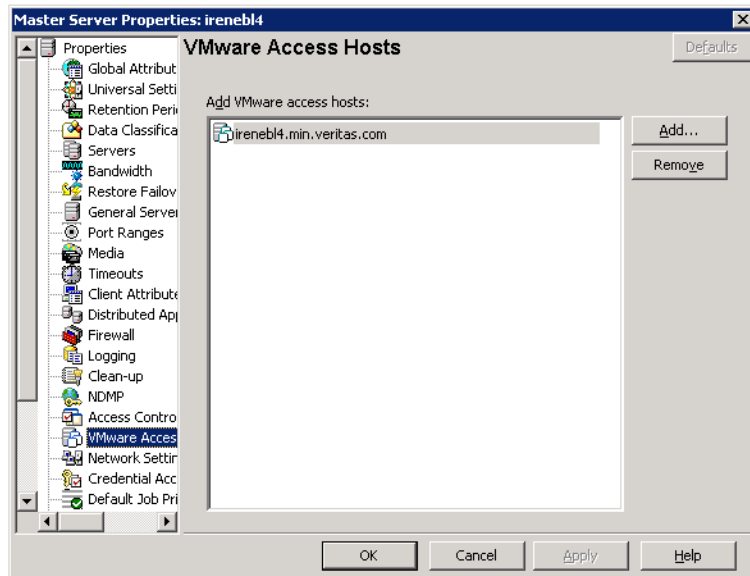 Master Server Properties: irenebl4
Properties
Global Attribut
Universal Setti
Retention Peri
Data Classifica
Servers
Bandwidth
Restore Failov
General Server
Port Ranges
Media
Timeouts
Client Attribute
Distributed App
Firewall
Logging
Clean-up
NDMP
Access Contro
VMware Acces
Network Settin
Credential Acc
Default Job Pri
VMware Access Hosts
Defaults
Add VMware access hosts:
irenebl4.min.veritas.com
Add...
Remove
OK
Cancel
Apply
Help